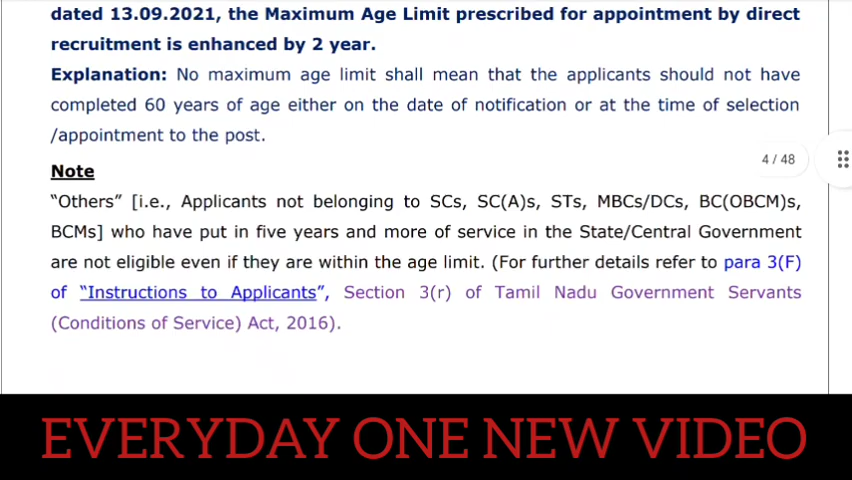 dated 13.09.2021, the Maximum Age Limit prescribed for appointment by direct
recruitment is enhanced by 2 year.
Explanation: No maximum age limit shall mean that the applicants should not have
completed 60 years of age either on the date of notification or at the time of selection
/appointment to the post.
4 / 48
Note
“Others” [i.e., Applicants not belonging to SCs, SC(A)s, STs, MBCs/DCs, BC(OBCM)s,
BCMs] who have put in five years and more of service in the State/Central Government
are not eligible even if they are within the age limit. (For further details refer to para 3(F)
of “Instructions to Applicants”, Section 3(r) of Tamil Nadu Government Servants
(Conditions of Service) Act, 2016).
EVERYDAY ONE NEW VIDEO